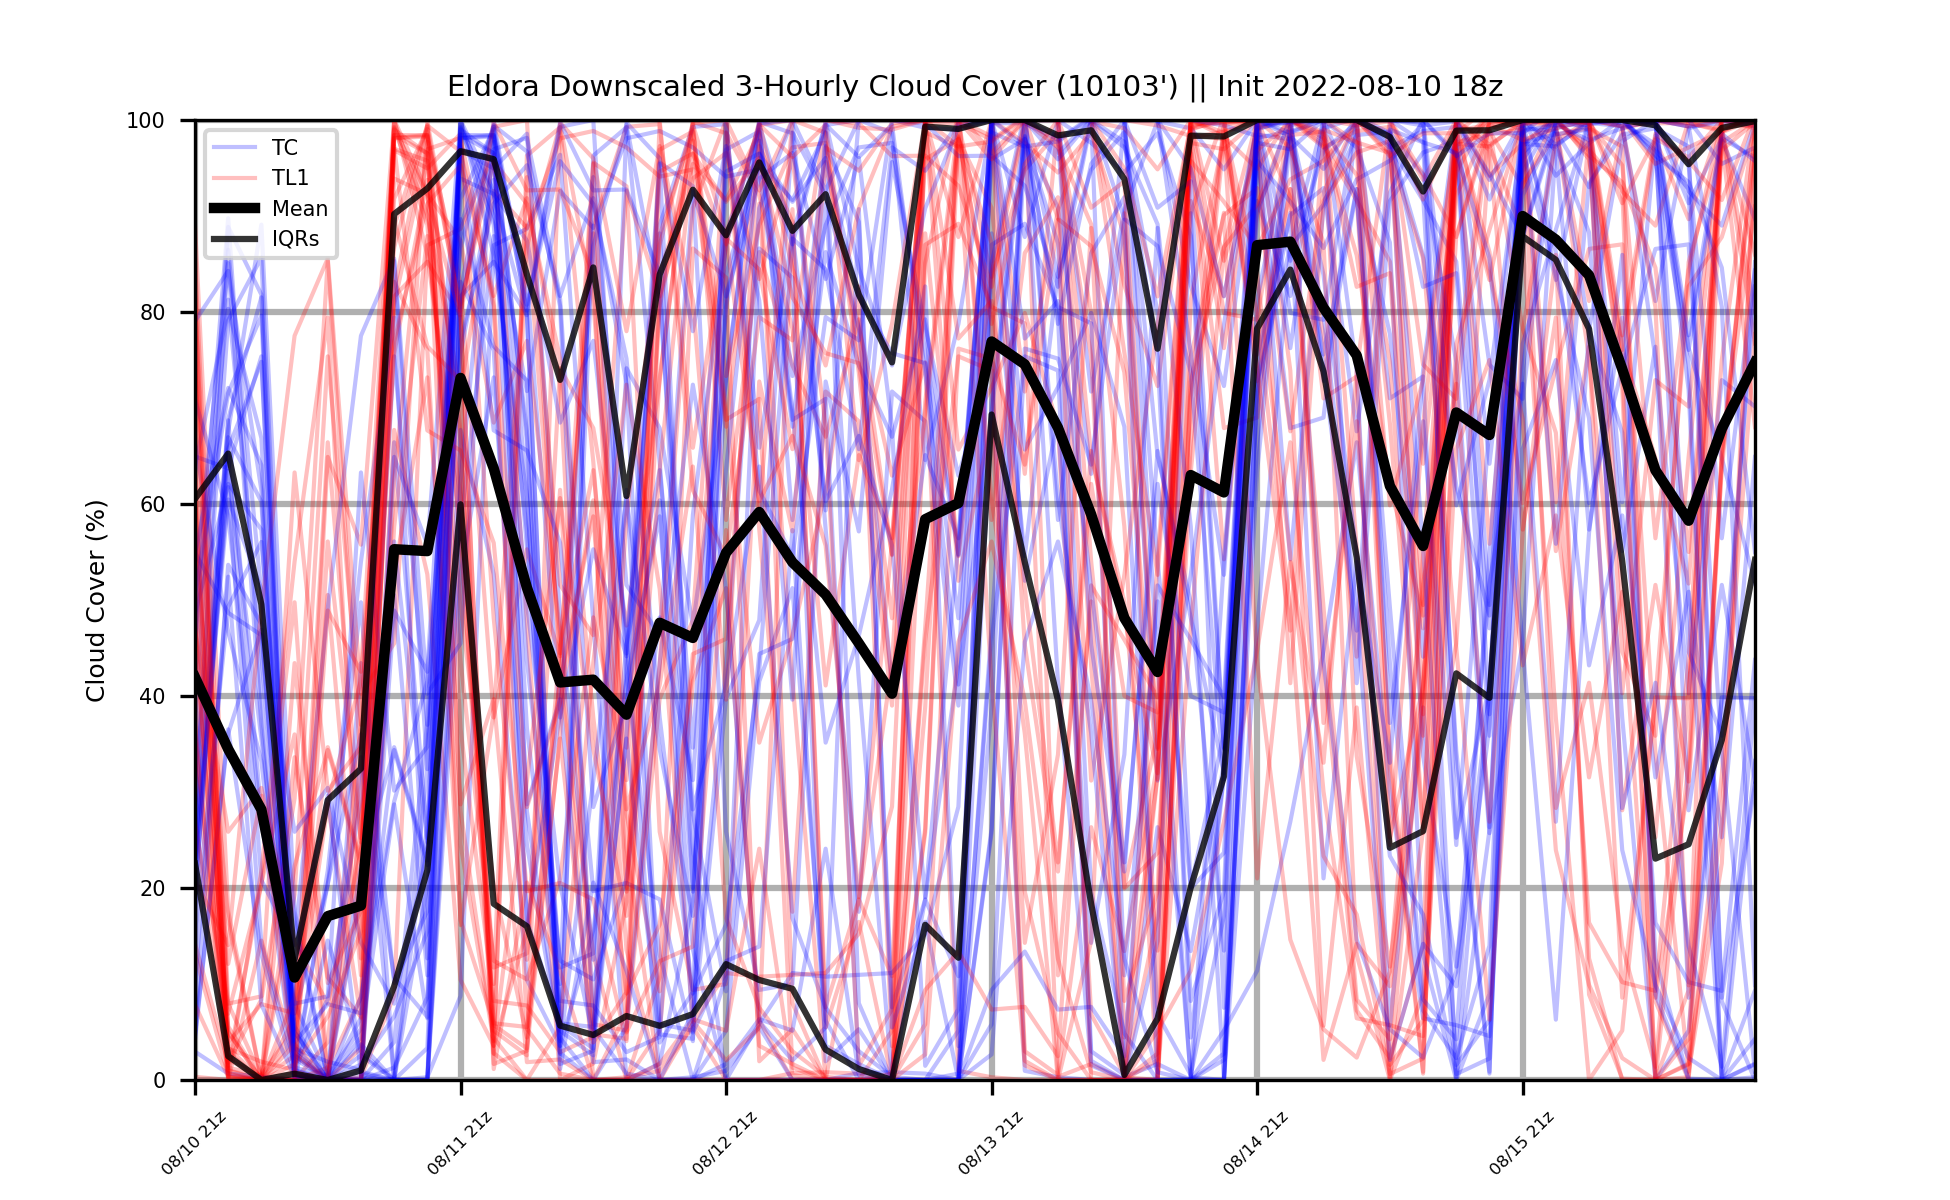 Eldora Downscaled 3-Hourly Cloud Cover (10103') || Init 2022-08-10 18z
100
80
60
40
20
0
Cloud Cover (%)
TC
TL1
Mean
IQRs
08/10 21z
08/11 21z
08/12 21z
08/13 21z
08/14 21z
08/15 21z